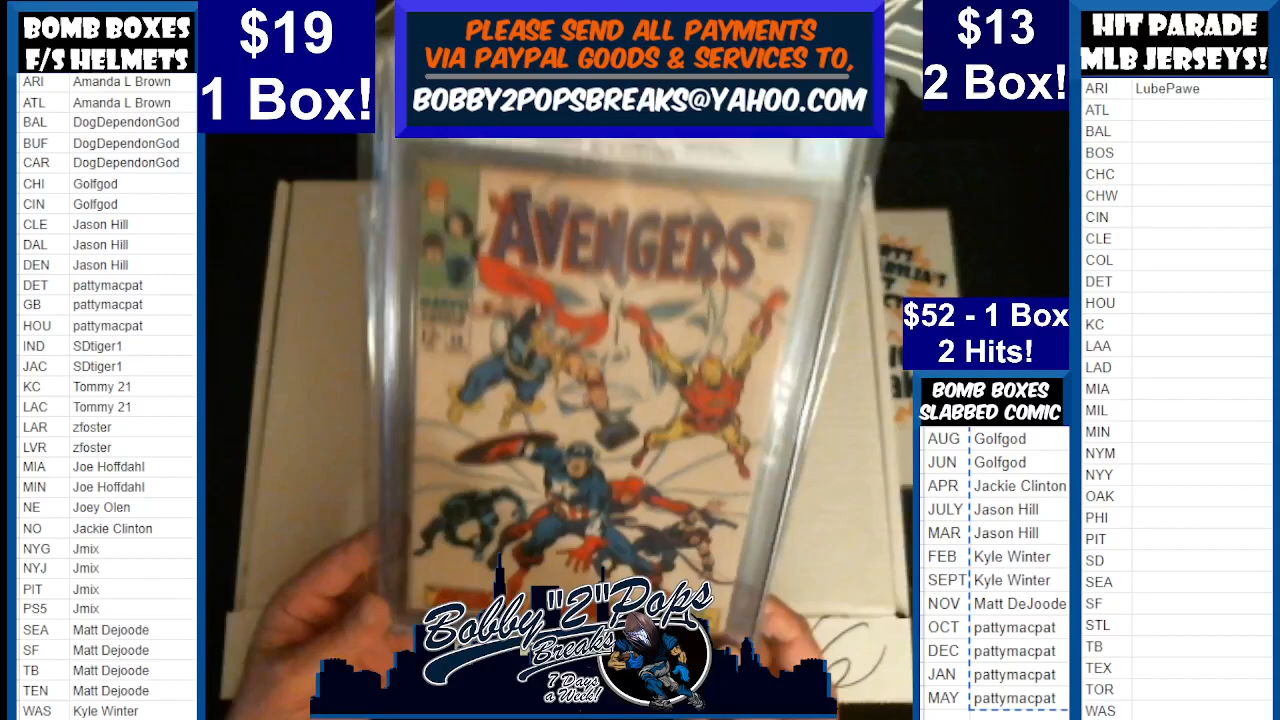 BOMB BOXES
F/S HELMETS
ARI Amanda L Brown
ATL Amanda L Brown
BAL DogDependonGod
BUF DogDependonGod
CAR DogDependonGod
CHI Golfgod
CIN Golfgod
CLE Jason Hill
DAL Jason Hill
DEN Jason Hill
DET pattymacpat
GB pattymacpat
HOU pattymacpat
IND SDtiger1
JAC SDtiger1
KC Tommy 21
LAC Tommy 21
LAR zfoster
LVR zfoster
MIA Joe Hoffdahl
MIN Joe Hoffdahl
NE Joey Olen
NO Jackie Clinton
NYG Jmix
NYJ Jmix
PIT Jmix
PS5 Jmix
SEA Matt Dejoode
SF Matt Dejoode
TB Matt Dejoode
TEN Matt Dejoode
WAS Kyle Winter
$19
1 Box!
PLEASE SEND ALL PAYMENTS
VIA PAYPAL GOODS & SERVICES TO,
BOBBY2POPSBREAKS@YAHOO.COM
AVENGERS
Bobby "2" Pops
Breaks
7 Days
a Week!
$13
2 Box!
$52 - 1 Box
2 Hits!
BOMB BOXES
SLABBED COMIC
AUG Golfgod
JUN Golfgod
APR Jackie Clinton
JULY Jason Hill
MAR Jason Hill
FEB Kyle Winter
SEPT Kyle Winter
NOV Matt DeJoode
OCT pattymacpat
DEC pattymacpat
JAN pattymacpat
MAY pattymacpat
HIT PARADE
MLB JERSEYS!
ARI LubePawe
ATL
BAL
BOS
CHC
CHW
CIN
CLE
COL
DET
HOU
KC
LAA
LAD
MIA
MIL
MIN
NYM
NYY
OAK
PHI
PIT
SD
SEA
SF
STL
TB
TEX
TOR
WAS